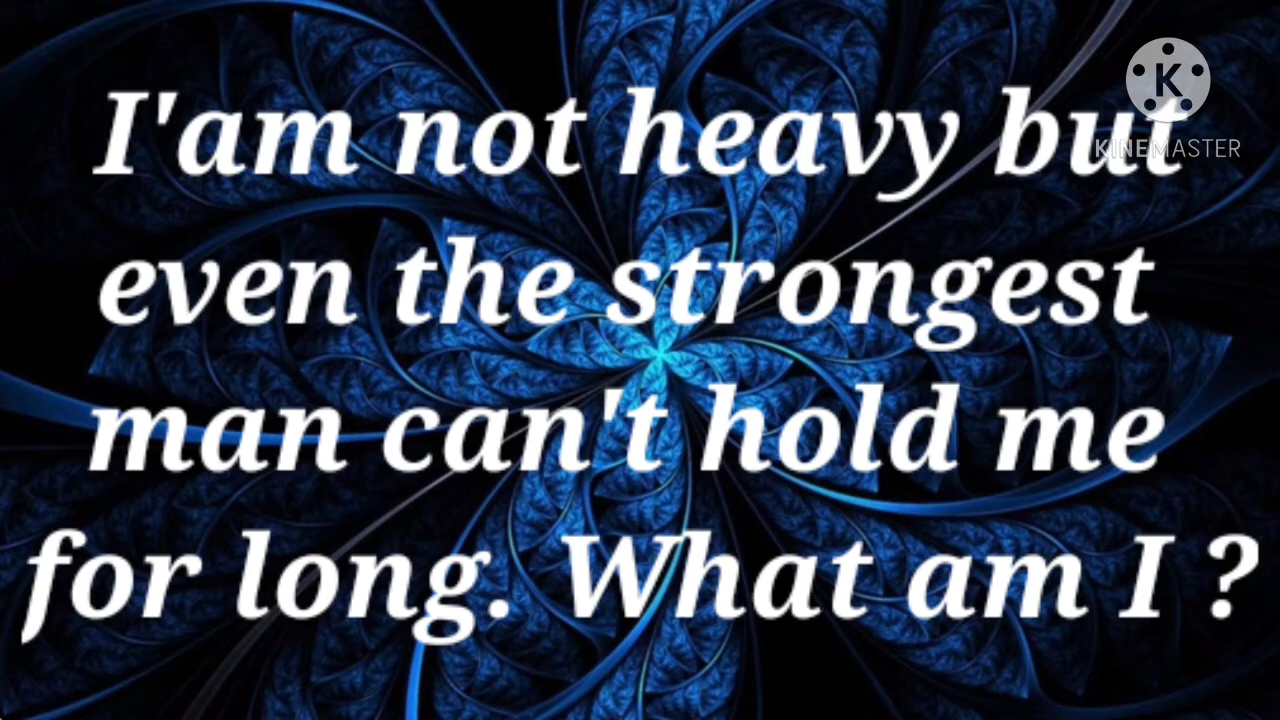 I'am not heavy but
KINEMASTER
even the strongest
man can't hold me
for long. What am I ?